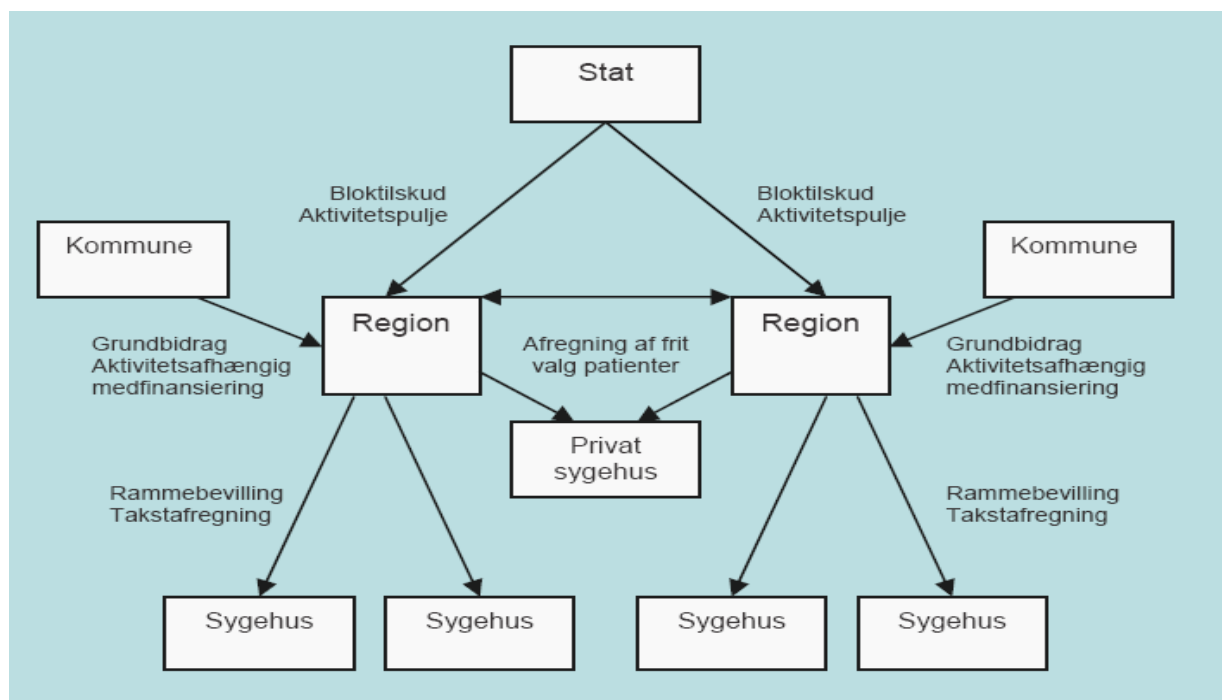 Stat
Bloktilskud
Aktivitetspulje
Bloktilskud
Aktivitetspulje
Kommune
Kommune
Region
Region
Grundbidrag
Aktivitetsafhængig
medfinansiering
Afregning af frit
valg patienter
Grundbidrag
Aktivitetsafhængig
medfinansiering
Privat
sygehus
Rammebevilling
Takstafregning
Rammebevilling
Takstafregning
Sygehus
Sygehus
Sygehus
Sygehus